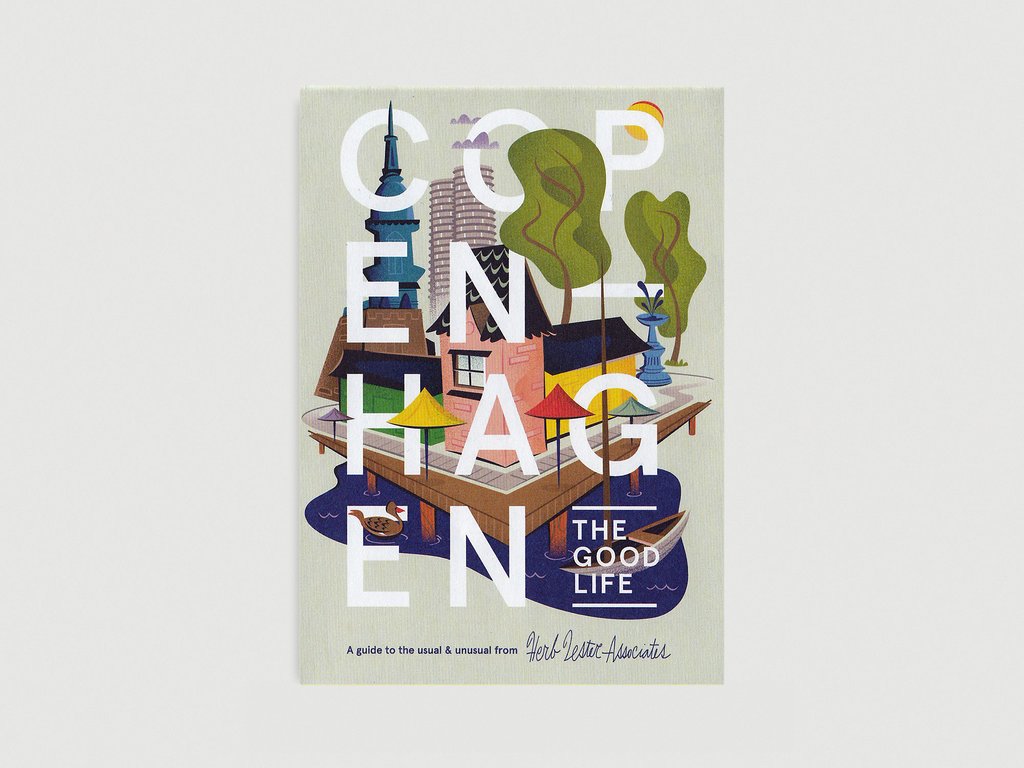 COP
EN—
HAG
EN
THE
GOOD
LIFE
A guide to the usual & unusual from Herb Lester Associates